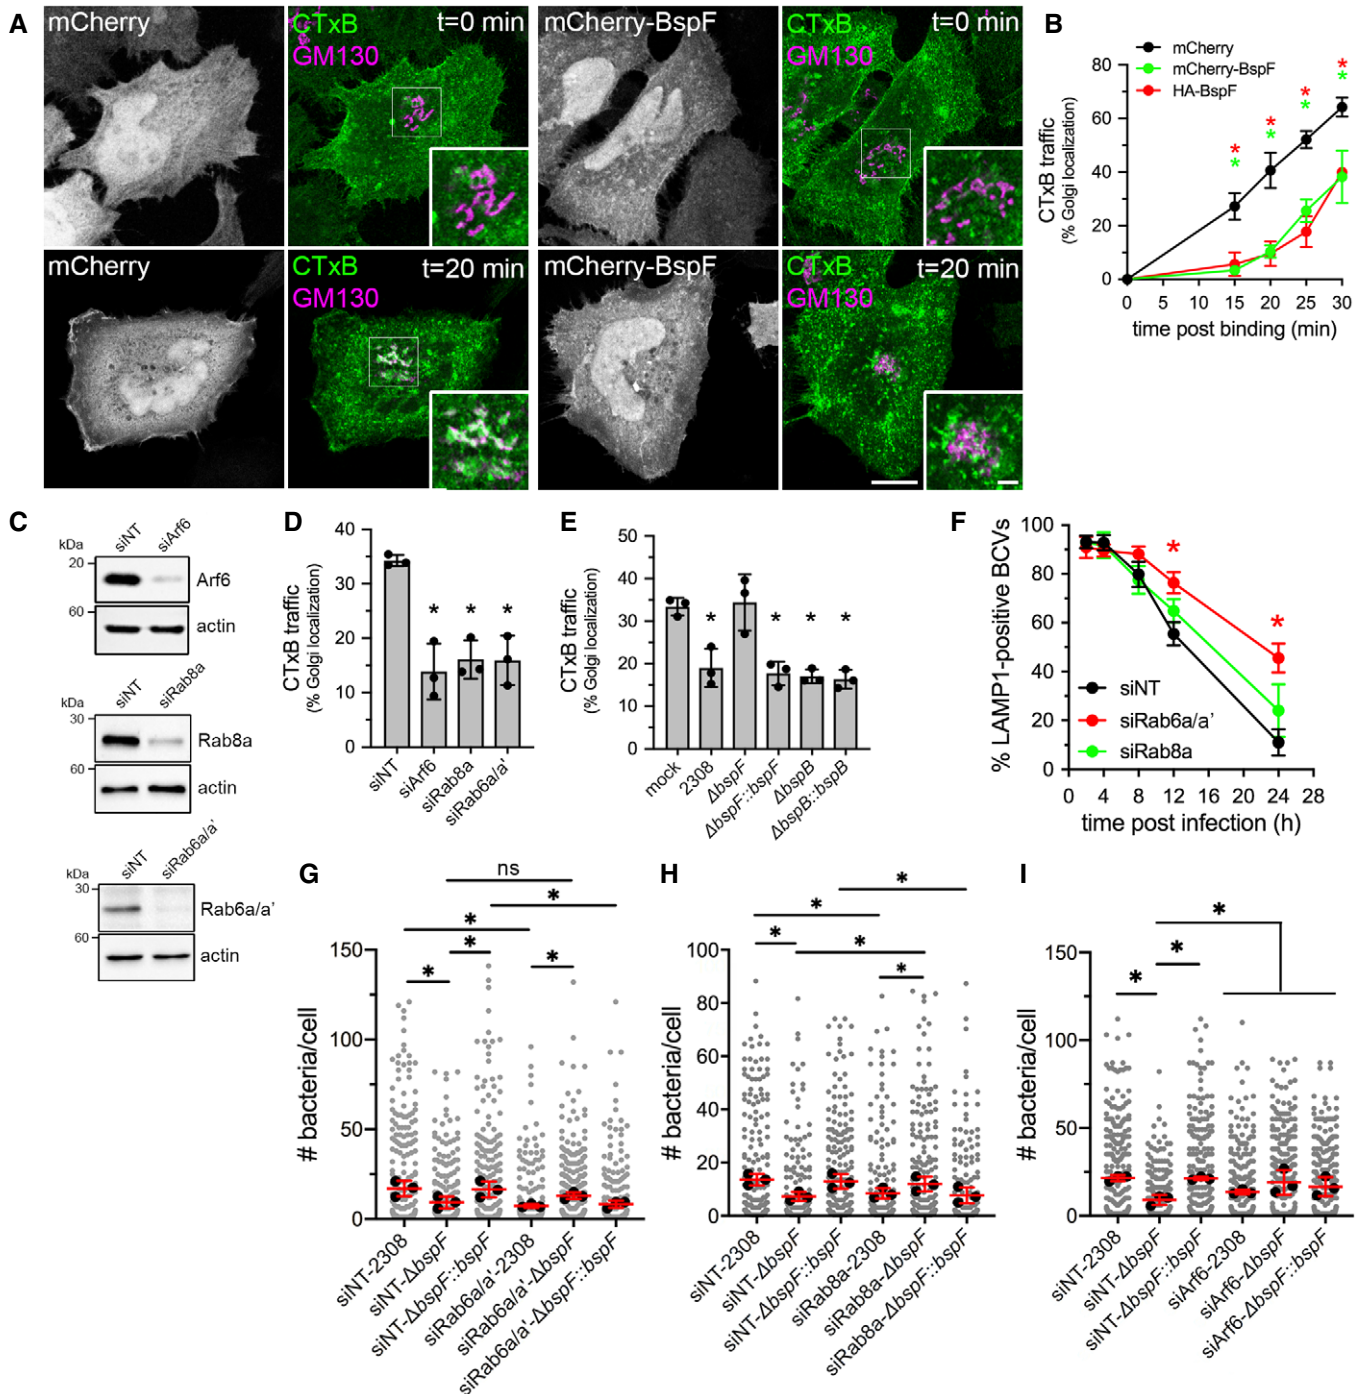 A
mCherry
CTxB
GM130
t=0 min
mCherry-BspF
CTxB
GM130
t=0 min
mCherry
CTxB
GM130
t=20 min
mCherry-BspF
CTxB
GM130
t=20 min
B
mCherry
mCherry-BspF
HA-BspF
CTxB traffic
(% Golgi localization)
80
60
40
20
0
* * * *
* * * *
0 5 10 15 20 25 30
time post binding (min)
C
kDa
siNT siArf6
20
Arf6
60
actin
kDa
siNT siRab8a
30
Rab8a
60
actin
kDa
siNT siRab6a/a'
30
Rab6a/a'
60
actin
D
CTxB traffic
(% Golgi localization)
40
30
20
10
0
* * *
siNT
siArf6
siRab8a
siRab6a/a'
E
CTxB traffic
(% Golgi localization)
50
40
30
20
10
0
* * * *
mock
2308
ΔbspF
ΔbspF::bspF
ΔbspB
ΔbspB::bspB
F
% LAMP1-positive BCVs
100
80
60
40
20
0
* *
siNT
siRab6a/a'
siRab8a
0 4 8 12 16 20 24 28
time post infection (h)
G
ns
*
*
*
* *
# bacteria/cell
150
100
50
0
siNT-2308
siNT-ΔbspF
siNT-ΔbspF::bspF
siRab6a/a'-2308
siRab6a/a'-ΔbspF
siRab6a/a'-ΔbspF::bspF
H
*
*
* *
*
# bacteria/cell
100
80
60
40
20
0
siNT-2308
siNT-ΔbspF
siNT-ΔbspF::bspF
siRab8a-2308
siRab8a-ΔbspF
siRab8a-ΔbspF::bspF
I
*
*
*
# bacteria/cell
150
100
50
0
siNT-2308
siNT-ΔbspF
siNT-ΔbspF::bspF
siArf6-2308
siArf6-ΔbspF
siArf6-ΔbspF::bspF